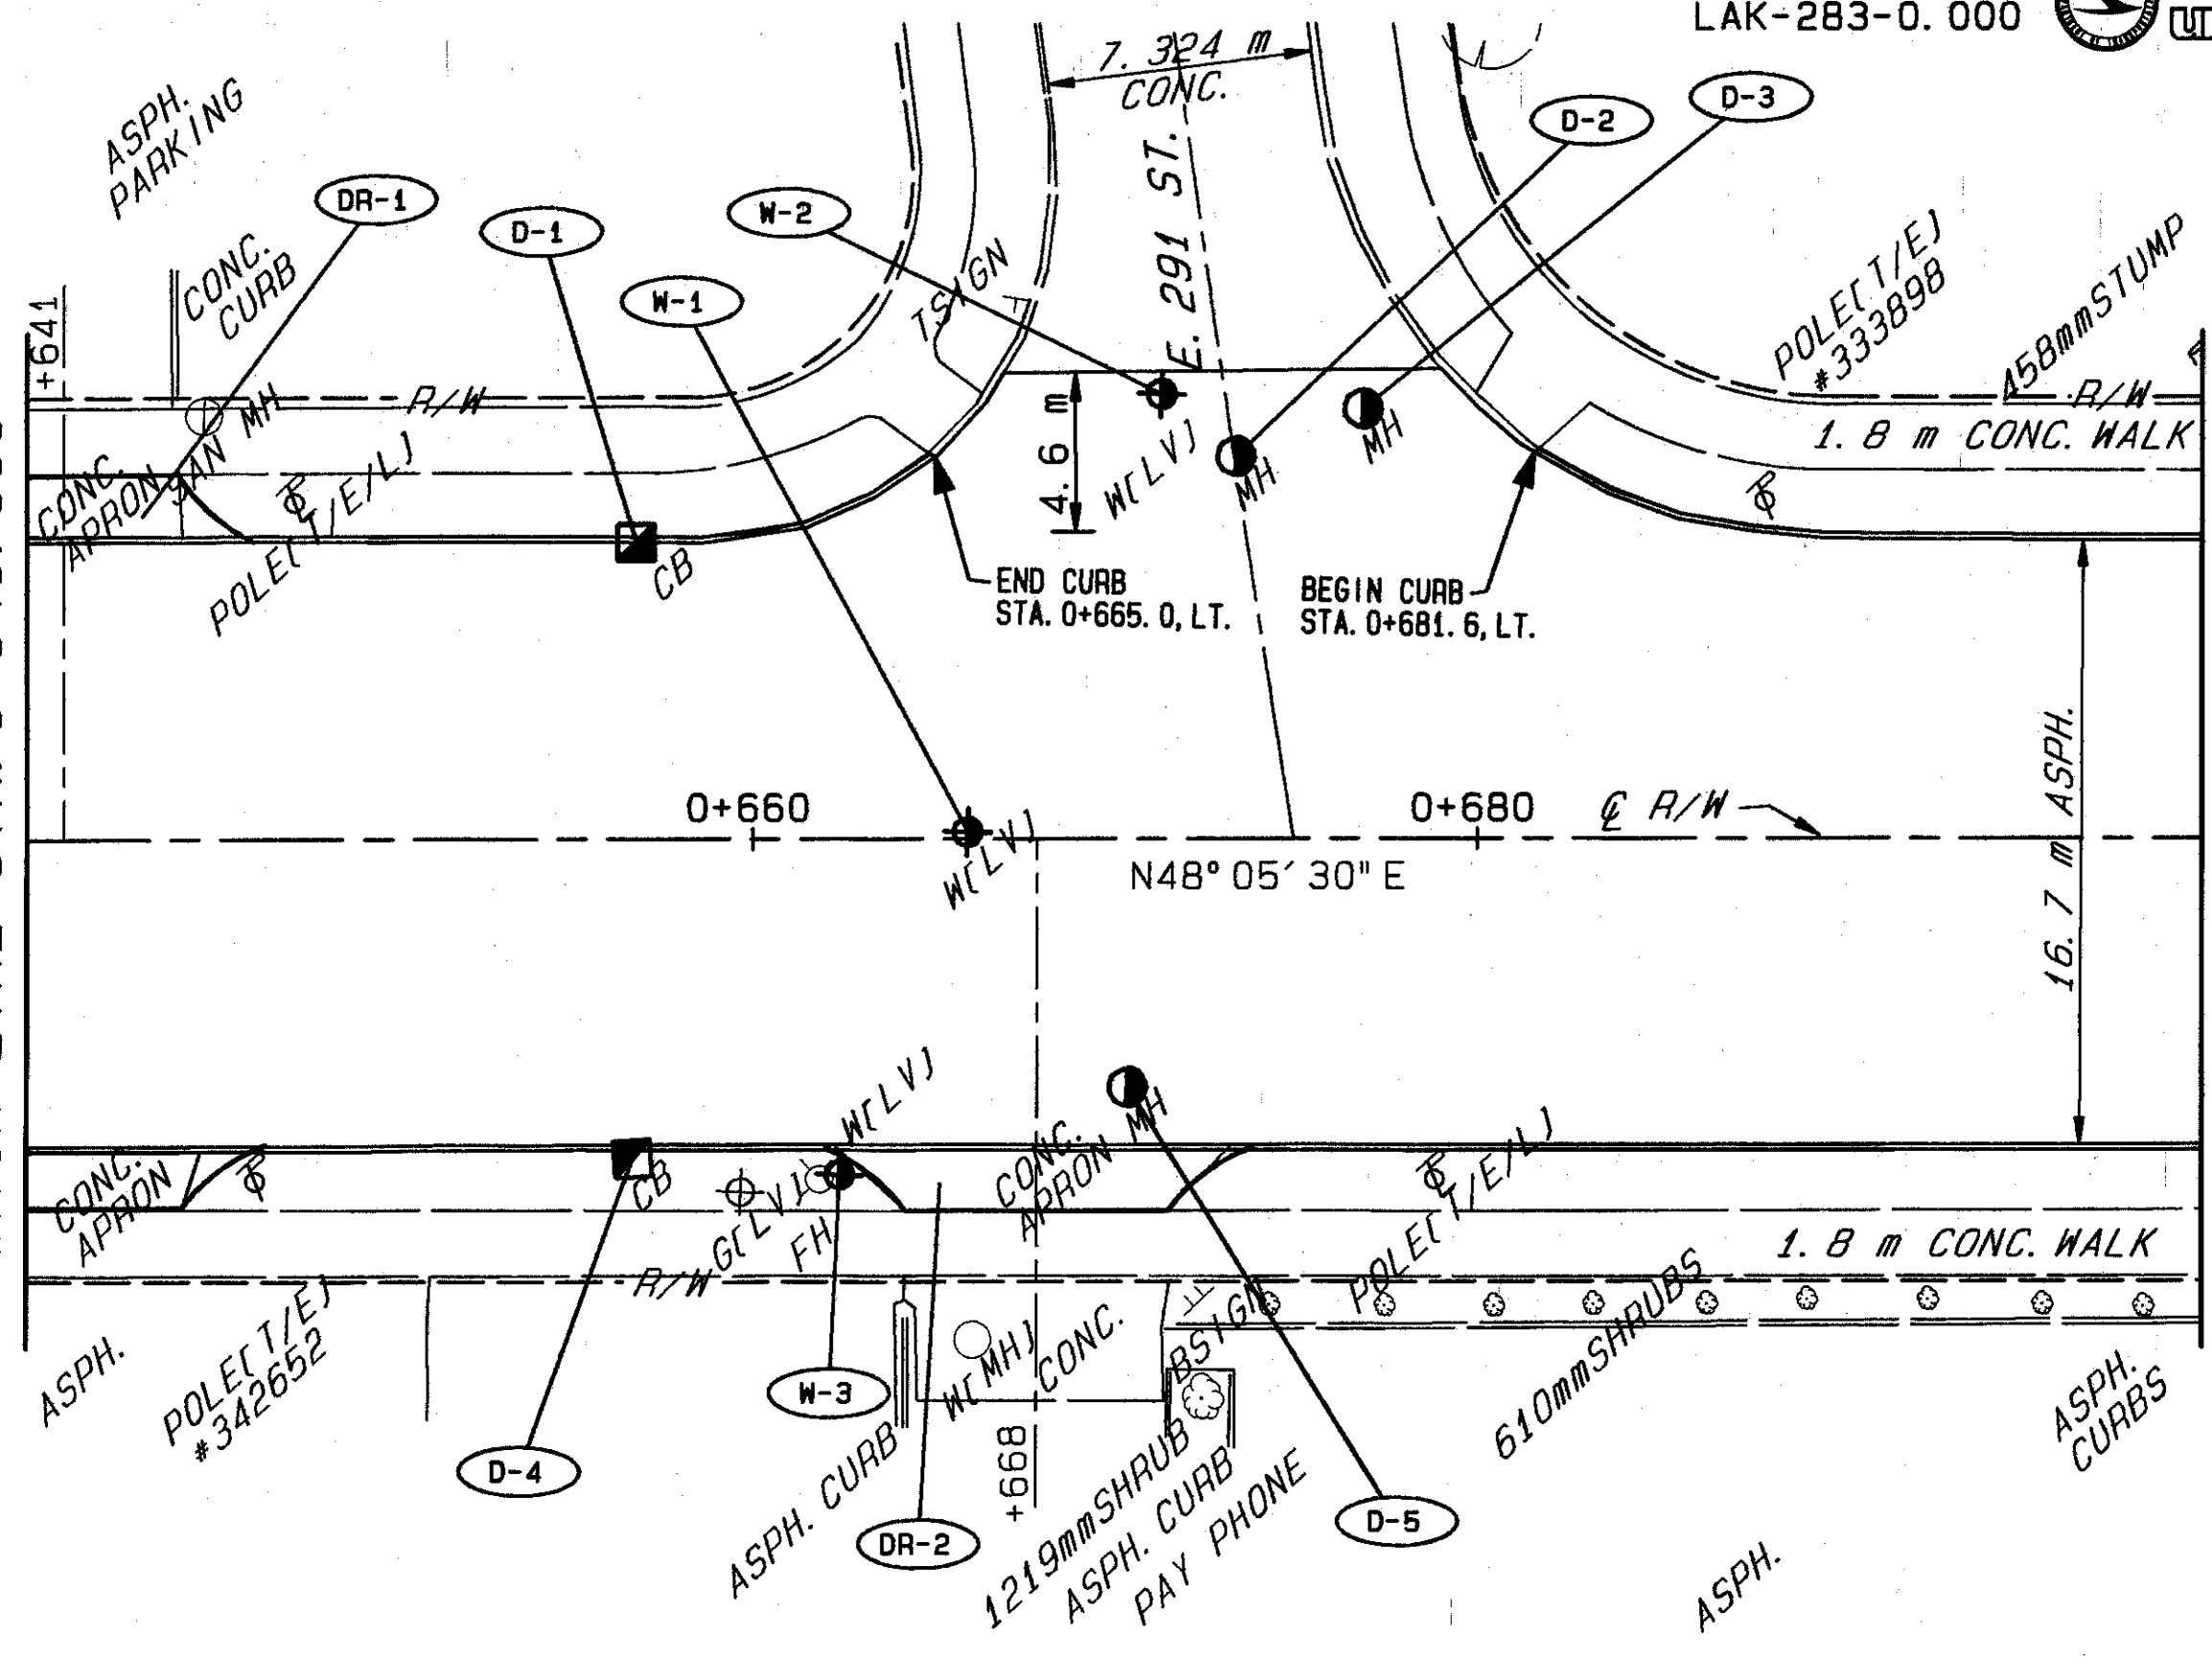 LAK-283-0.000
7.324 m
CONC.
D-2
D-3
ASPH.
PARKING
DR-1
D-1
W-2
W-1
E. 291 ST.
CONC.
CURB
TSIGN
POLE(T/E)
#333898
458mmSTUMP
+641
R/W
SAN MH
4.6 m
W(LV)
MH
MH
R/W
1.8 m CONC. WALK
CONC.
APRON
POLE(T/E/L)
CB
END CURB
STA. 0+665.0, LT.
BEGIN CURB
STA. 0+681.6, LT.
0+660
0+680
℄ R/W
W(LV)
N48° 05' 30" E
16.7 m ASPH.
W(LV)
MH
CONC.
APRON
CB
G(LV)
FH
CONC.
APRON
POLE(T/E/L)
1.8 m CONC. WALK
R/W
ASPH.
POLE(T/E)
#342652
W-3
W(MH)
CONC.
BSIGN
610mmSHRUBS
ASPH.
CURBS
D-4
ASPH. CURB
DR-2
+668
1219mmSHRUB
ASPH. CURB
PAY PHONE
D-5
ASPH.